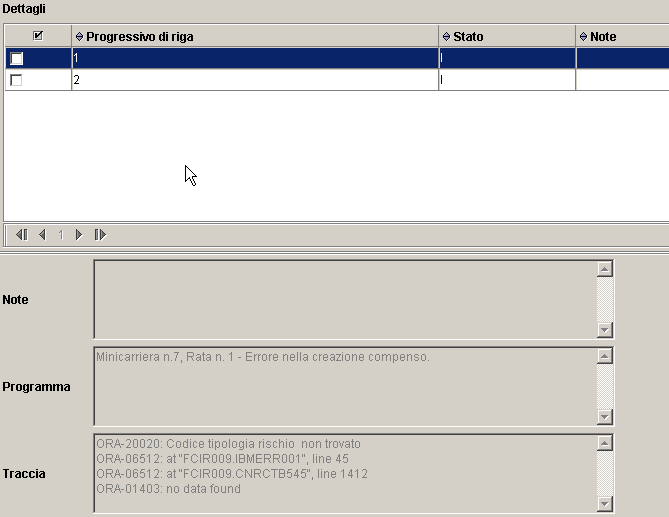 Dettagli
Progressivo di riga Stato Note
1 I
2 I
1
Note
Programma
Minicarriera n.7, Rata n. 1 - Errore nella creazione compenso.
Traccia
ORA-20020: Codice tipologia rischio  non trovato
ORA-06512: at "FCIR009.IBMERR001", line 45
ORA-06512: at "FCIR009.CNRCTB545", line 1412
ORA-01403: no data found